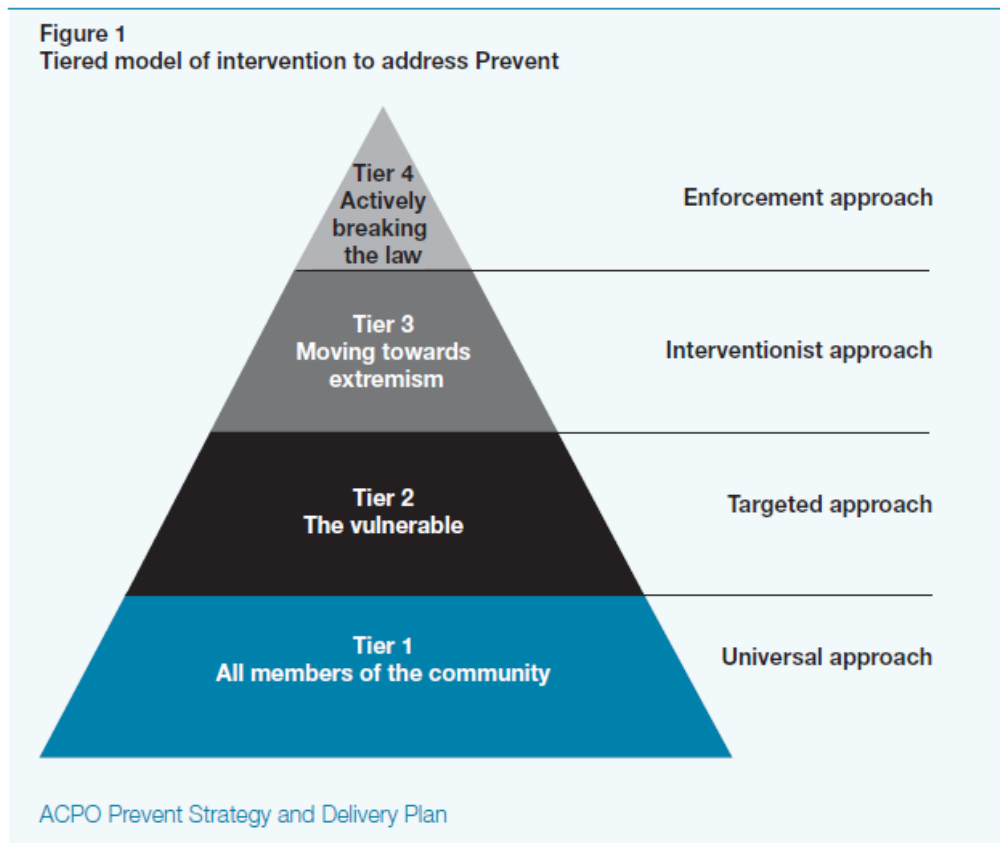 Figure 1
Tiered model of intervention to address Prevent
Tier 4
Actively
breaking
the law
Enforcement approach
Tier 3
Moving towards
extremism
Interventionist approach
Tier 2
The vulnerable
Targeted approach
Tier 1
All members of the community
Universal approach
ACPO Prevent Strategy and Delivery Plan